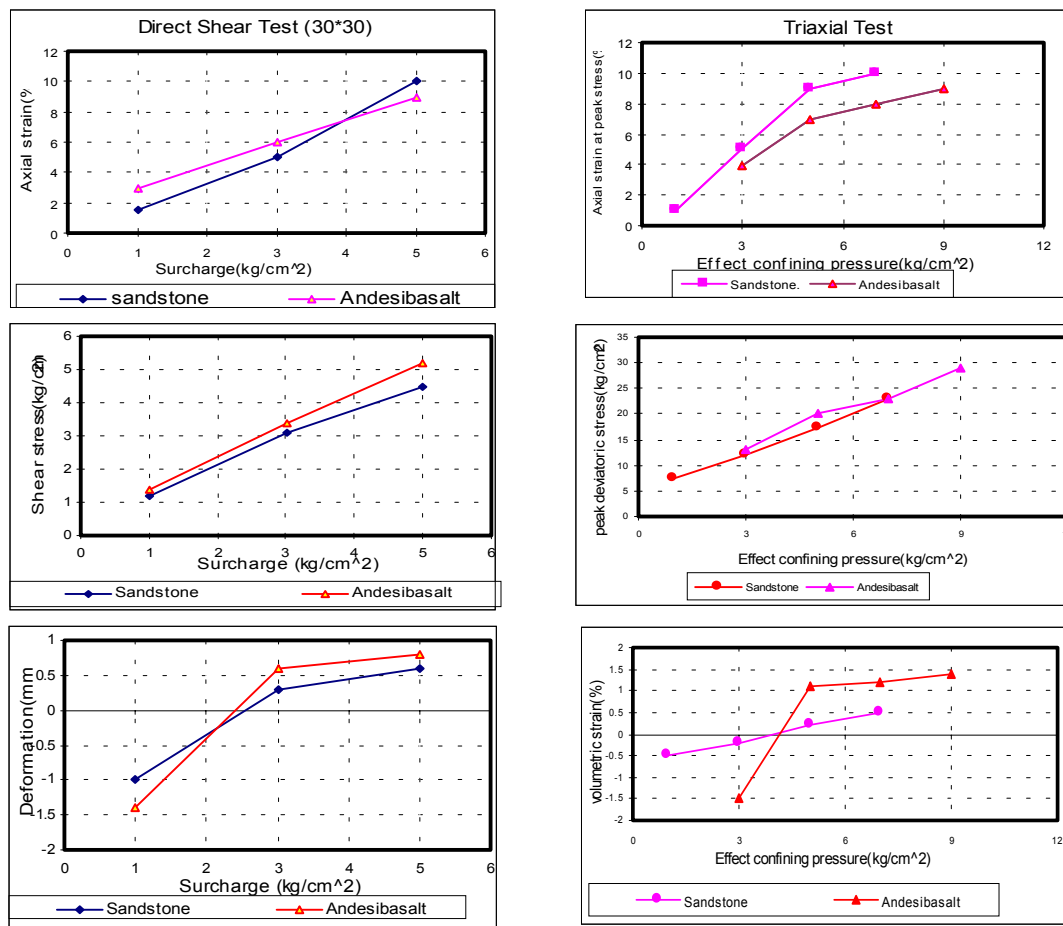 Direct Shear Test (30*30)
12
10
8
6
4
2
0
Axial strain(%
0 1 2 3 4 5 6
Surcharge(kg/cm^2)
sandstone Andesibasalt
Triaxial Test
12
10
8
6
4
2
0
Axial strain at peak stress(%
0 3 6 9 12
Effect confining pressure(kg/cm^2)
Sandstone. Andesibasalt
6
5
4
3
2
1
0
Shear stress(kg/cm2)
0 1 2 3 4 5 6
Surcharge (kg/cm^2)
Sandstone Andesibasalt
35
30
25
20
15
10
5
0
peak deviatoric stress(kg/cm2)
0 3 6 9
Effect confining pressure(kg/cm^2)
Sandstone Andesibasalt
1
0.5
0
-0.5
-1
-1.5
-2
Deformation(mm
0 1 2 3 4 5 6
Surcharge (kg/cm^2)
Sandstone Andesibasalt
2
1.5
1
0.5
0
-0.5
-1
-1.5
-2
volumetric strain(%)
0 3 6 9 12
Effect confining pressure(kg/cm^2)
Sandstone Andesibasalt